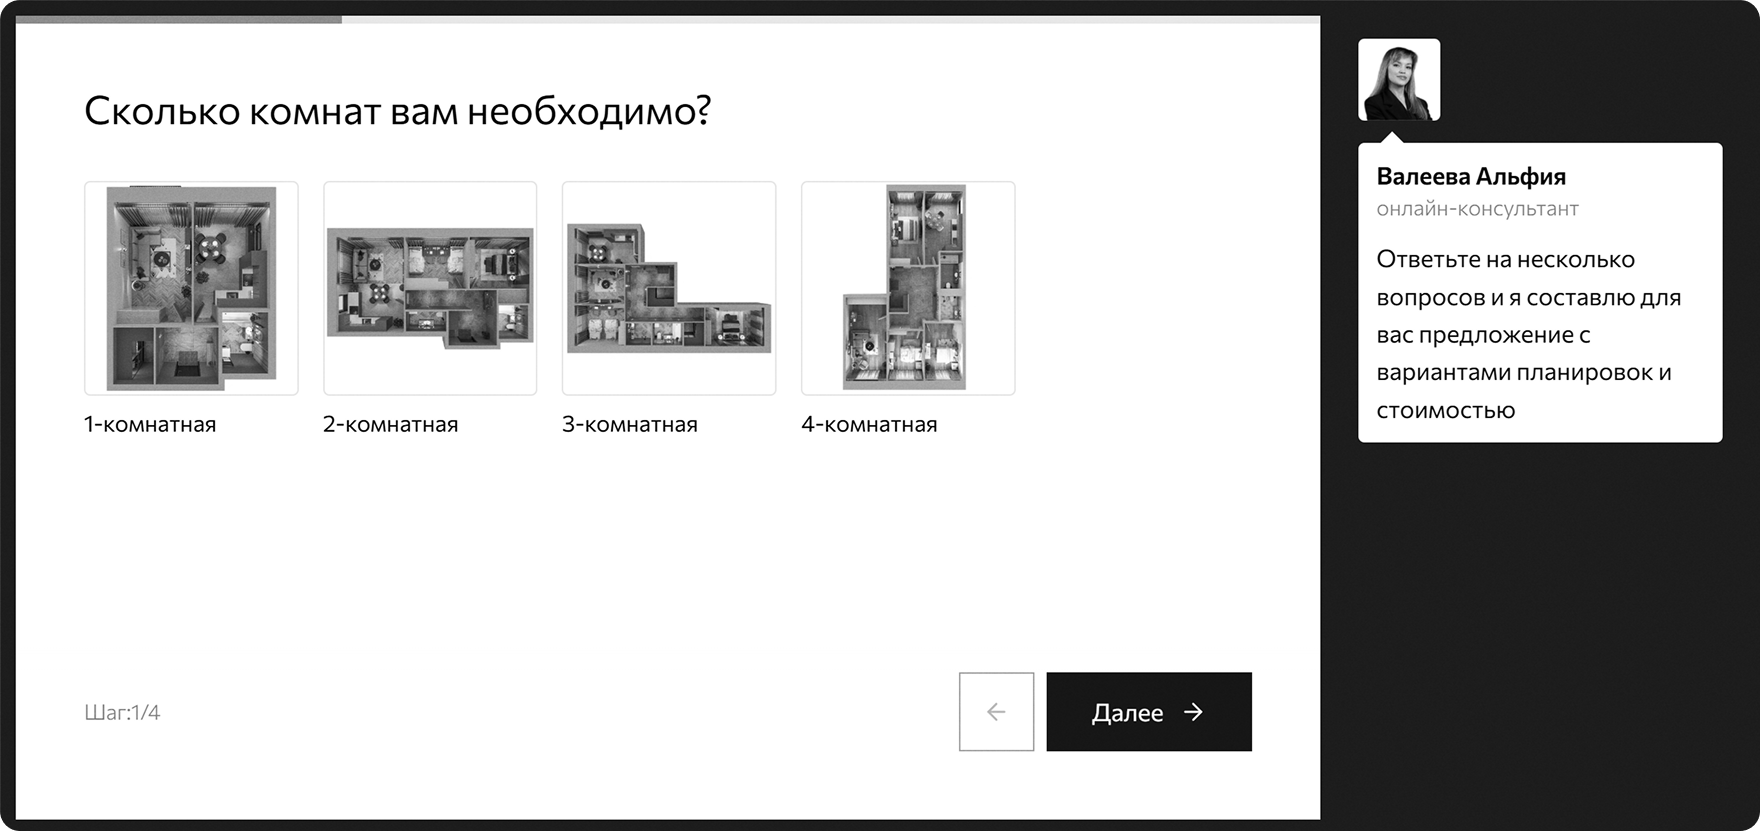 Сколько комнат вам необходимо?
1-комнатная
2-комнатная
3-комнатная
4-комнатная
Шаг:1/4
Далее
Валеева Альфия
онлайн-консультант
Ответьте на несколько
вопросов и я составлю для
вас предложение с
вариантами планировок и
стоимостью